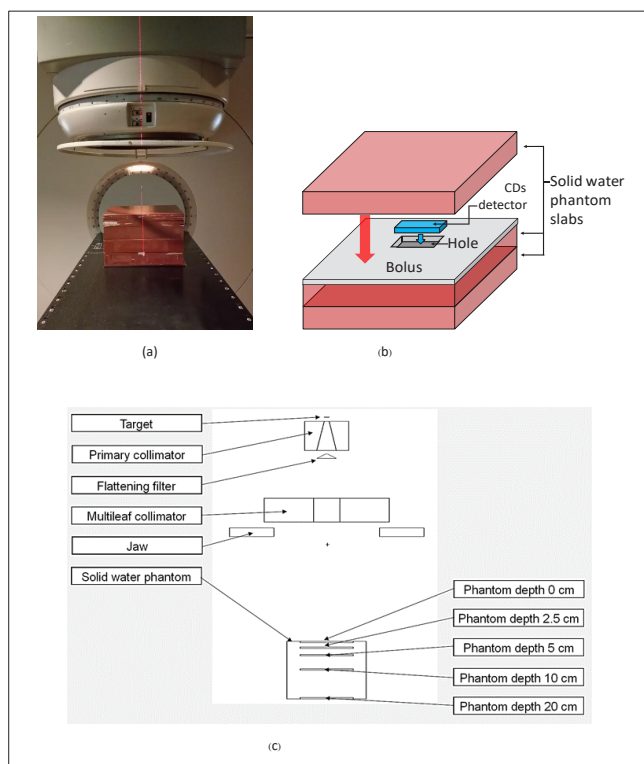 CDs
detector
Solid water
phantom
slabs
Hole
Bolus
(a)
(b)
Target
Primary collimator
Flattening filter
Multileaf collimator
Jaw
Solid water phantom
Phantom depth 0 cm
Phantom depth 2.5 cm
Phantom depth 5 cm
Phantom depth 10 cm
Phantom depth 20 cm
(c)